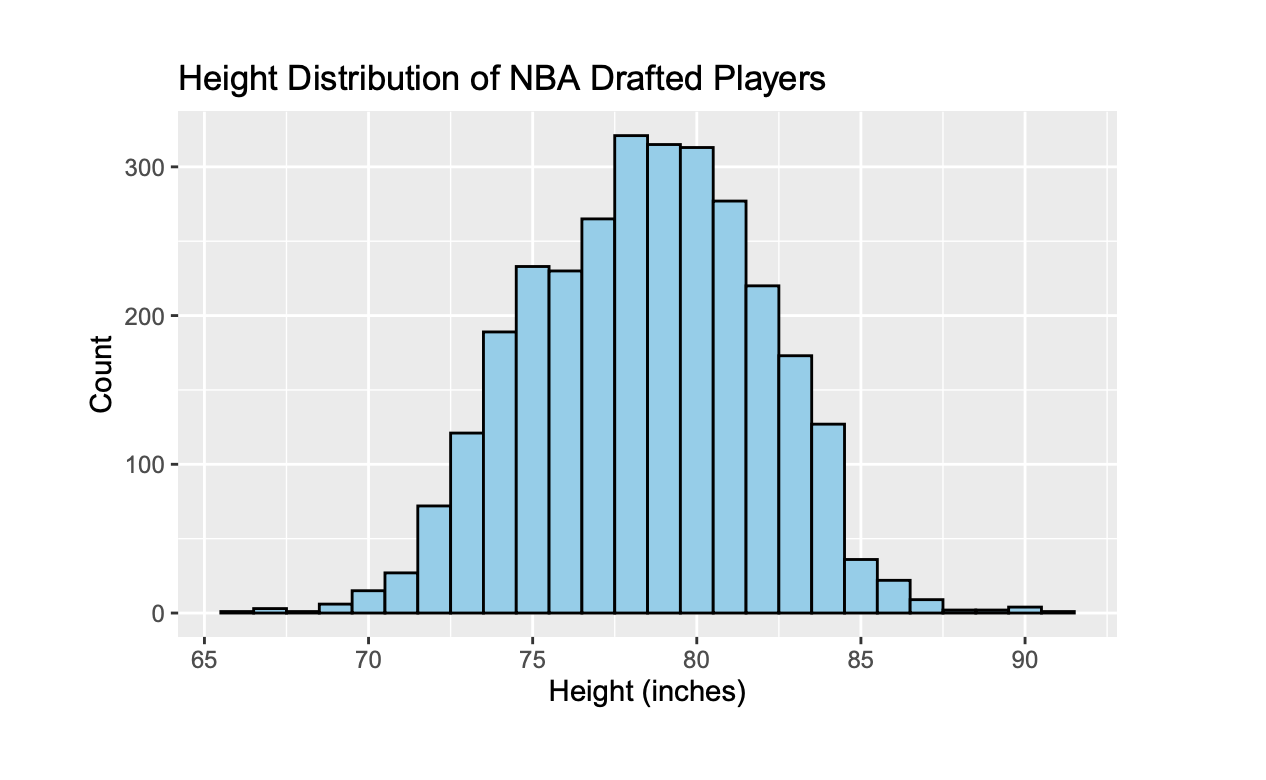 Height Distribution of NBA Drafted Players
300
200
100
0
Count
65 70 75 80 85 90
Height (inches)